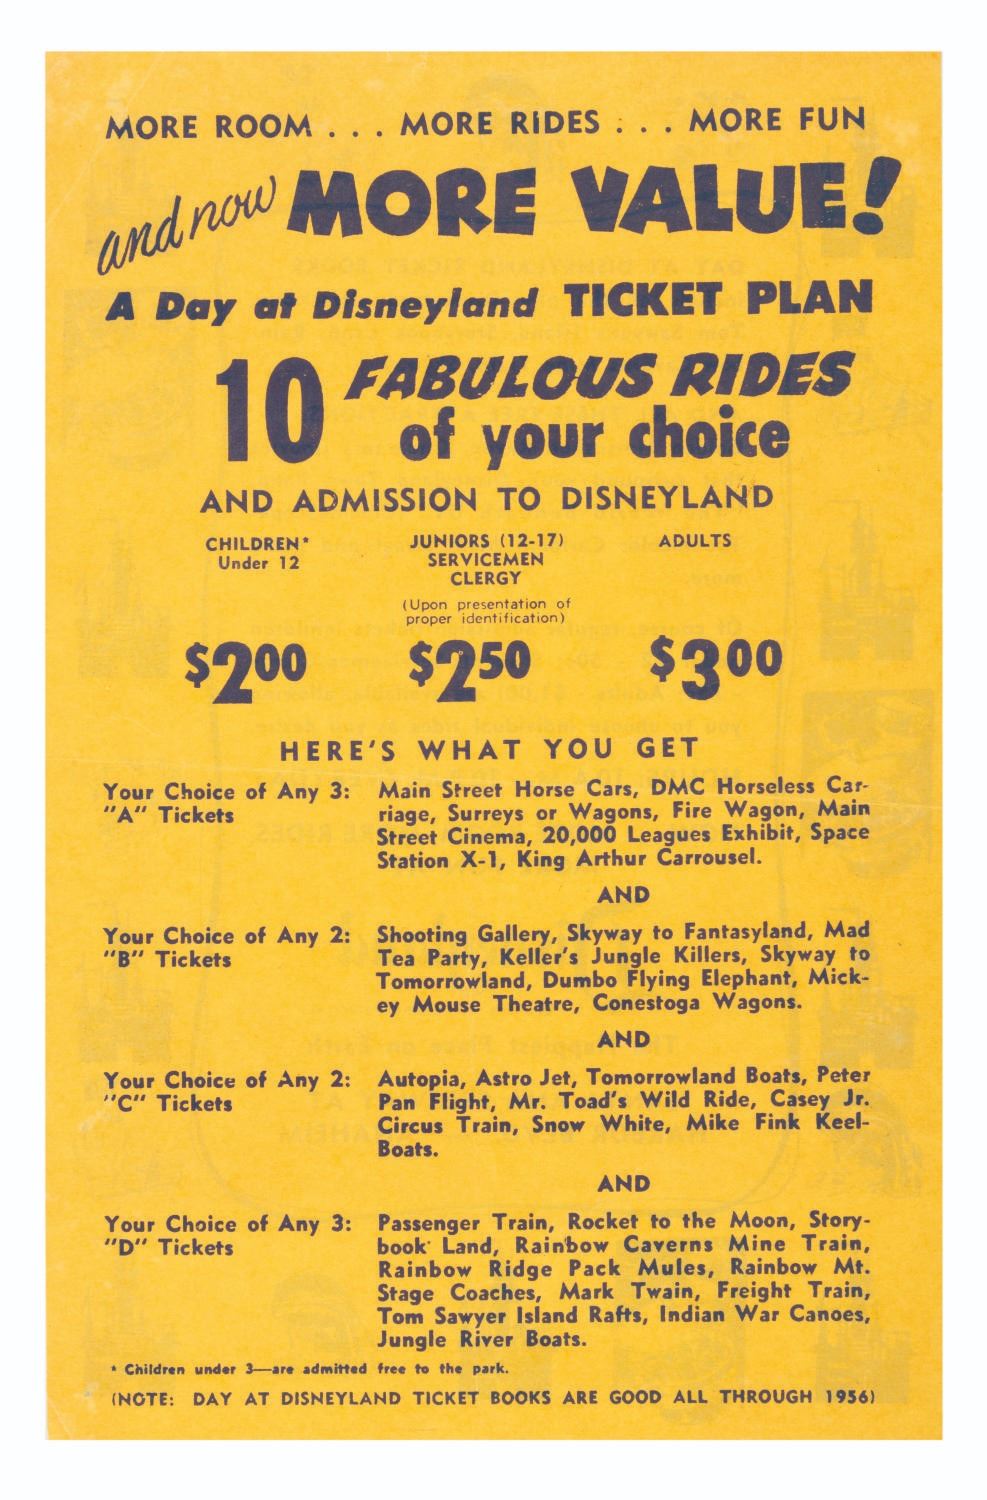 MORE ROOM . . . MORE RIDES . . . MORE FUN
and now MORE VALUE!
A Day at Disneyland TICKET PLAN
10 FABULOUS RIDES
of your choice
AND ADMISSION TO DISNEYLAND
CHILDREN*
Under 12
JUNIORS (12-17)
SERVICEMEN
CLERGY
(Upon presentation of
proper identification)
ADULTS
$2.00 $2.50 $3.00
HERE'S WHAT YOU GET
Your Choice of Any 3:
"A" Tickets
Main Street Horse Cars, DMC Horseless Car-
riage, Surreys or Wagons, Fire Wagon, Main
Street Cinema, 20,000 Leagues Exhibit, Space
Station X-1, King Arthur Carrousel.
AND
Your Choice of Any 2:
"B" Tickets
Shooting Gallery, Skyway to Fantasyland, Mad
Tea Party, Keller's Jungle Killers, Skyway to
Tomorrowland, Dumbo Flying Elephant, Mick-
ey Mouse Theatre, Conestoga Wagons.
AND
Your Choice of Any 2:
"C" Tickets
Autopia, Astro Jet, Tomorrowland Boats, Peter
Pan Flight, Mr. Toad's Wild Ride, Casey Jr.
Circus Train, Snow White, Mike Fink Keel-
Boats.
AND
Your Choice of Any 3:
"D" Tickets
Passenger Train, Rocket to the Moon, Story-
book Land, Rainbow Caverns Mine Train,
Rainbow Ridge Pack Mules, Rainbow Mt.
Stage Coaches, Mark Twain, Freight Train,
Tom Sawyer Island Rafts, Indian War Canoes,
Jungle River Boats.
* Children under 3—are admitted free to the park.
(NOTE: DAY AT DISNEYLAND TICKET BOOKS ARE GOOD ALL THROUGH 1956)